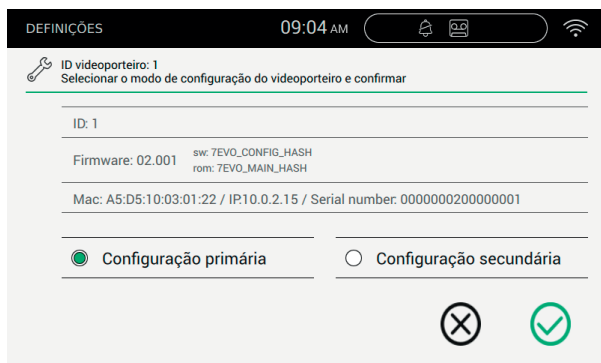 DEFINIÇÕES 09:04 AM
ID videoporteiro: 1
Selecionar o modo de configuração do videoporteiro e confirmar
ID: 1
Firmware: 02.001
sw: 7EVO_CONFIG_HASH
rom: 7EVO_MAIN_HASH
Mac: A5:D5:10:03:01:22 / IP.10.0.2.15 / Serial number: 0000000200000001
Configuração primária
Configuração secundária